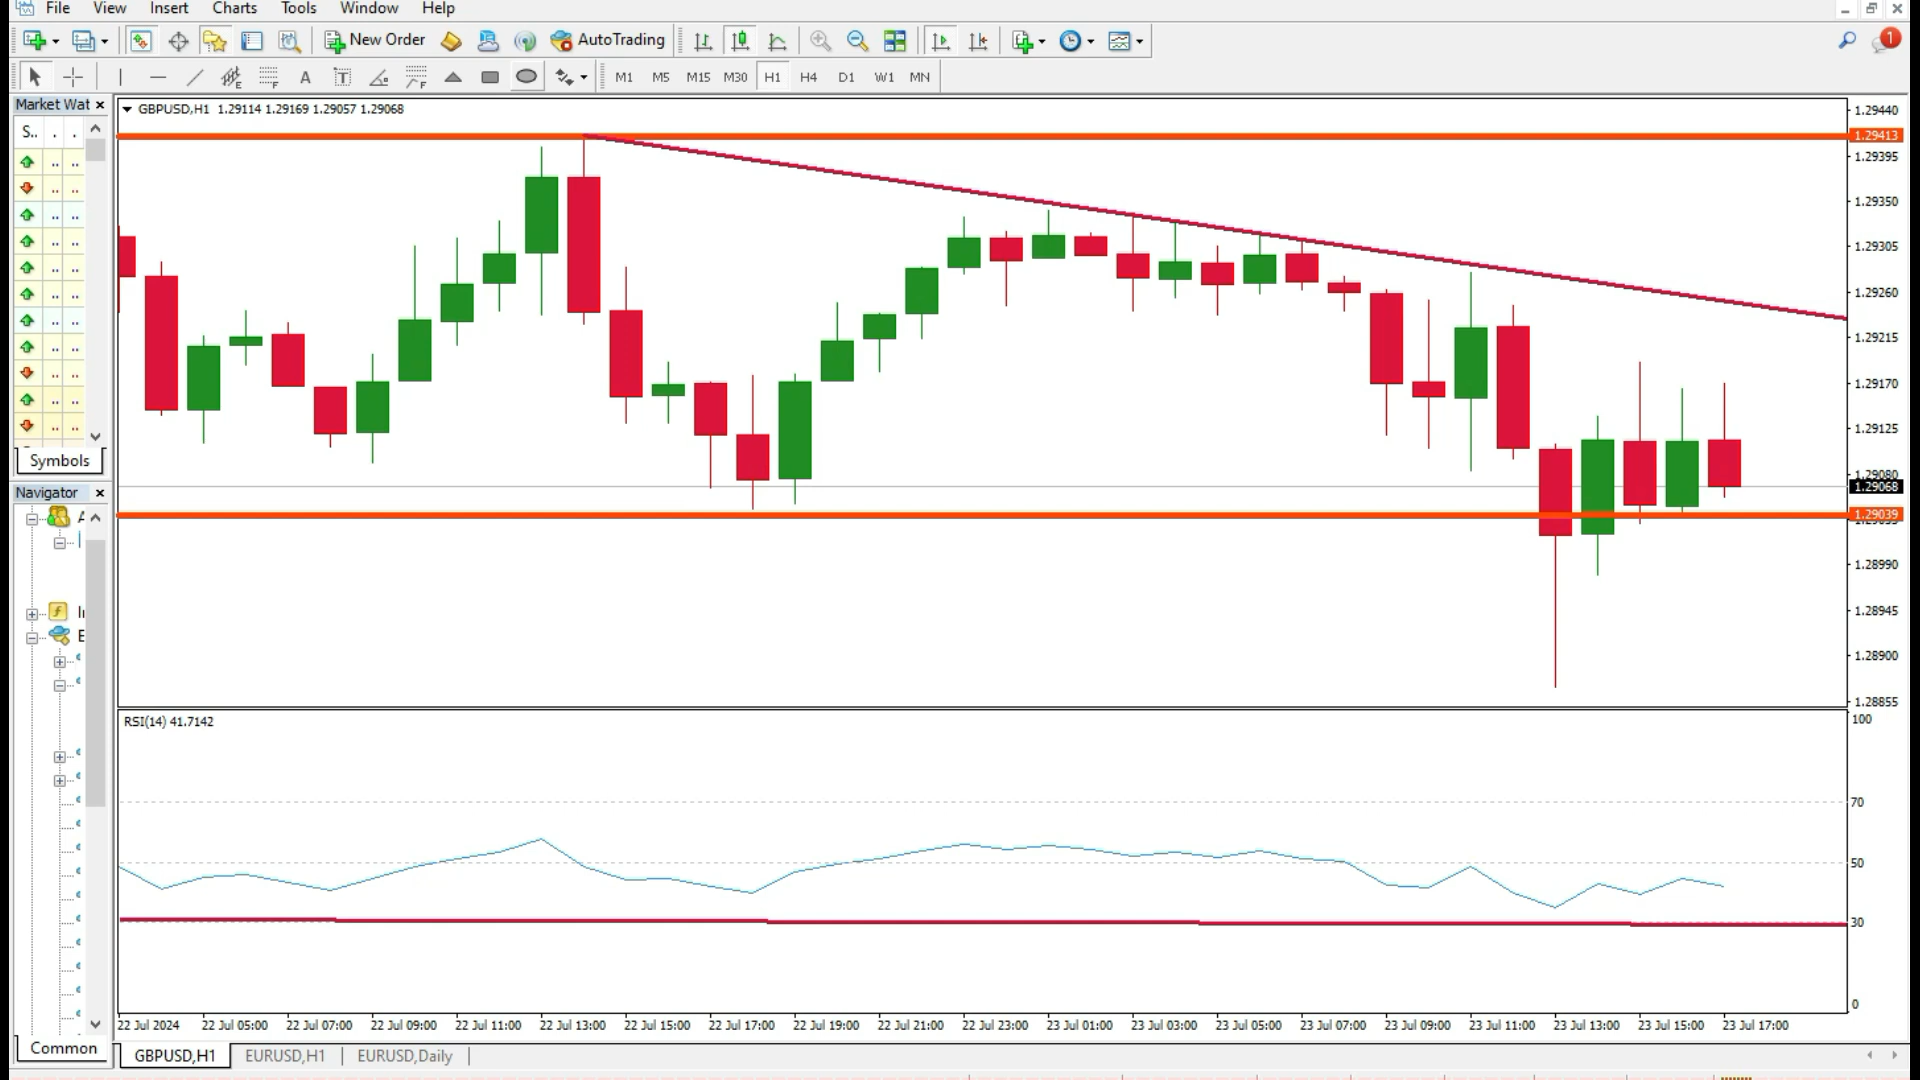 File View Insert Charts Tools Window Help
New Order AutoTrading 1
A T M1 M5 M15 M30 H1 H4 D1 W1 MN
Market Wat
S..
Symbols
Navigator
Common
GBPUSD,H1 1.29114 1.29169 1.29057 1.29068
1.29440
1.29413
1.29395
1.29350
1.29305
1.29260
1.29215
1.29170
1.29125
1.29080
1.29068
1.29039
1.28990
1.28945
1.28900
1.28855
RSI(14) 41.7142
100
70
50
30
0
22 Jul 2024 22 Jul 05:00 22 Jul 07:00 22 Jul 09:00 22 Jul 11:00 22 Jul 13:00 22 Jul 15:00 22 Jul 17:00 22 Jul 19:00 22 Jul 21:00 22 Jul 23:00 23 Jul 01:00 23 Jul 03:00 23 Jul 05:00 23 Jul 07:00 23 Jul 09:00 23 Jul 11:00 23 Jul 13:00 23 Jul 15:00 23 Jul 17:00
GBPUSD,H1 EURUSD,H1 EURUSD,Daily